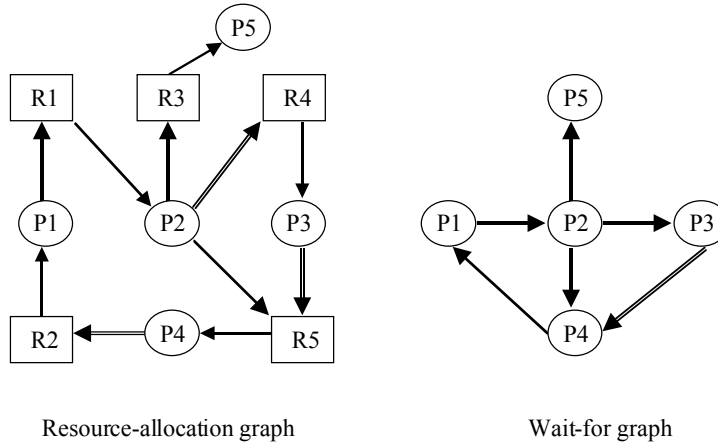 P5
R1 R3 R4
P5
P1 P2 P3
P1 P2 P3
R2 P4 R5
P4
Resource-allocation graph
Wait-for graph